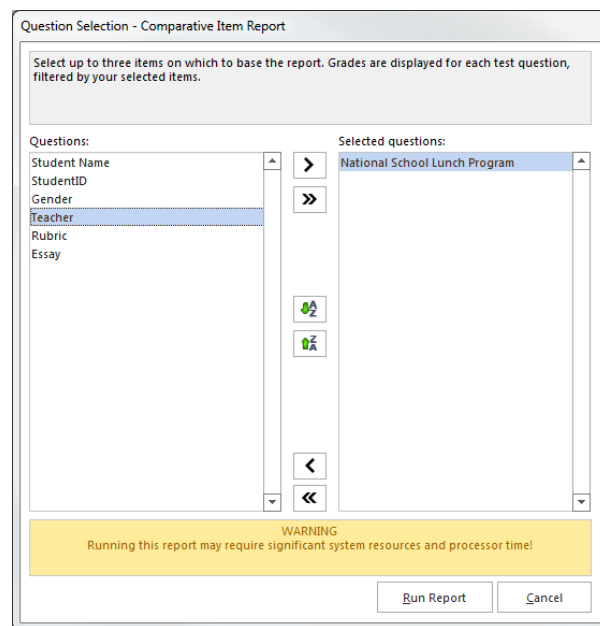 Question Selection - Comparative Item Report
Select up to three items on which to base the report. Grades are displayed for each test question,
filtered by your selected items.
Questions:
Selected questions:
Student Name
StudentID
Gender
Teacher
Rubric
Essay
National School Lunch Program
A
Z
Z
A
WARNING
Running this report may require significant system resources and processor time!
Run Report
Cancel